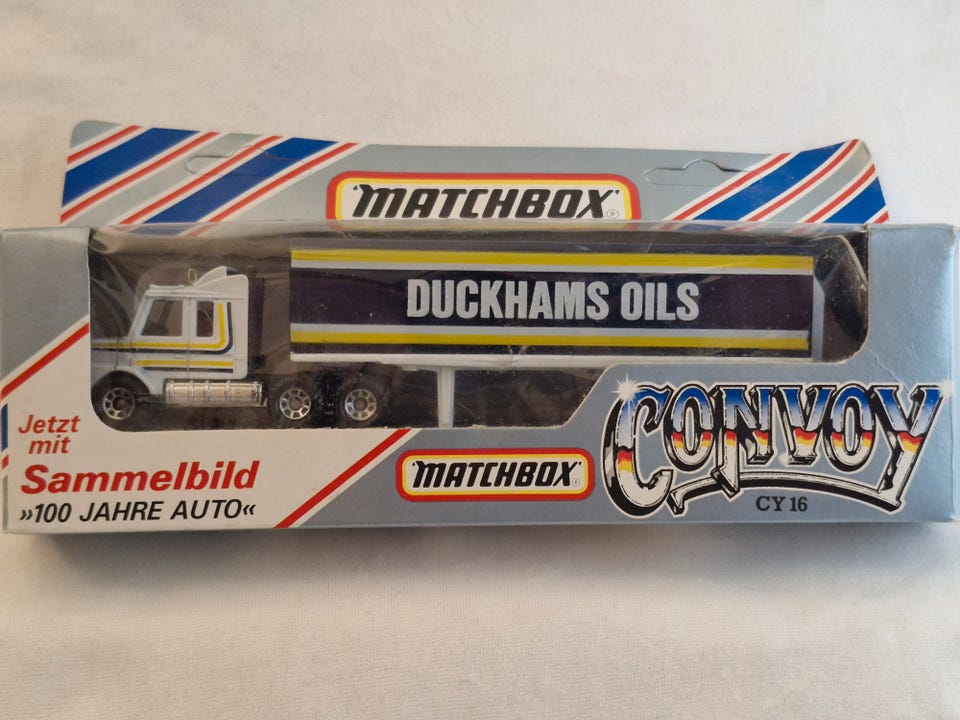 MATCHBOX®
DUCKHAMS OILS
Jetzt
mit
Sammelbild
»100 JAHRE AUTO«
MATCHBOX®
CONVOY
CY 16